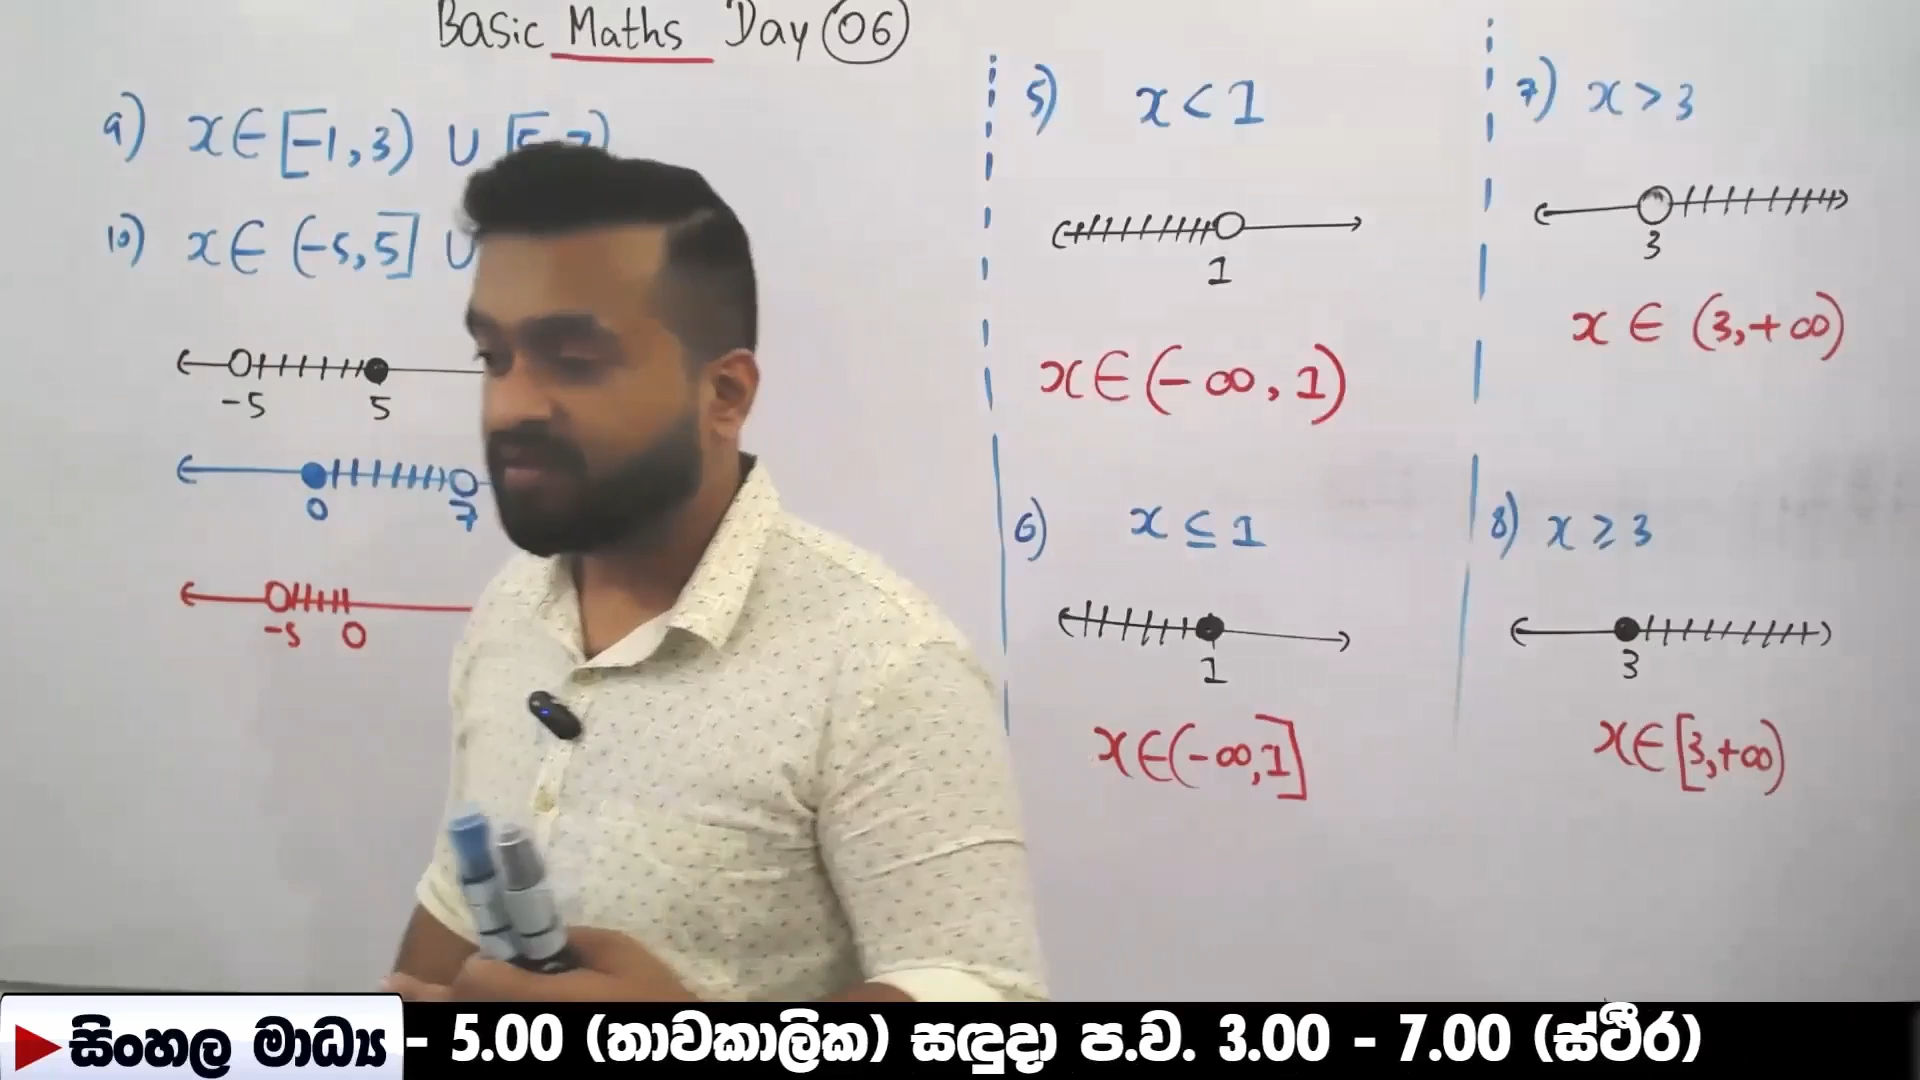 Basic Maths Day 06
9) x∈[-1,3) ∪ [5,7)
10) x∈ (-5,5] ∪
-5 5
0 7
-5 0
5) x<1
1
x∈(-∞,1)
6) x≤1
1
x∈(-∞,1]
7) x>3
3
x∈ (3,+∞)
8) x≥3
3
x∈[3,+∞)
සිංහල මාධ්‍ය
- 5.00 (තාවකාලික) සඳුදා ප.ව. 3.00 - 7.00 (ස්ථීර)